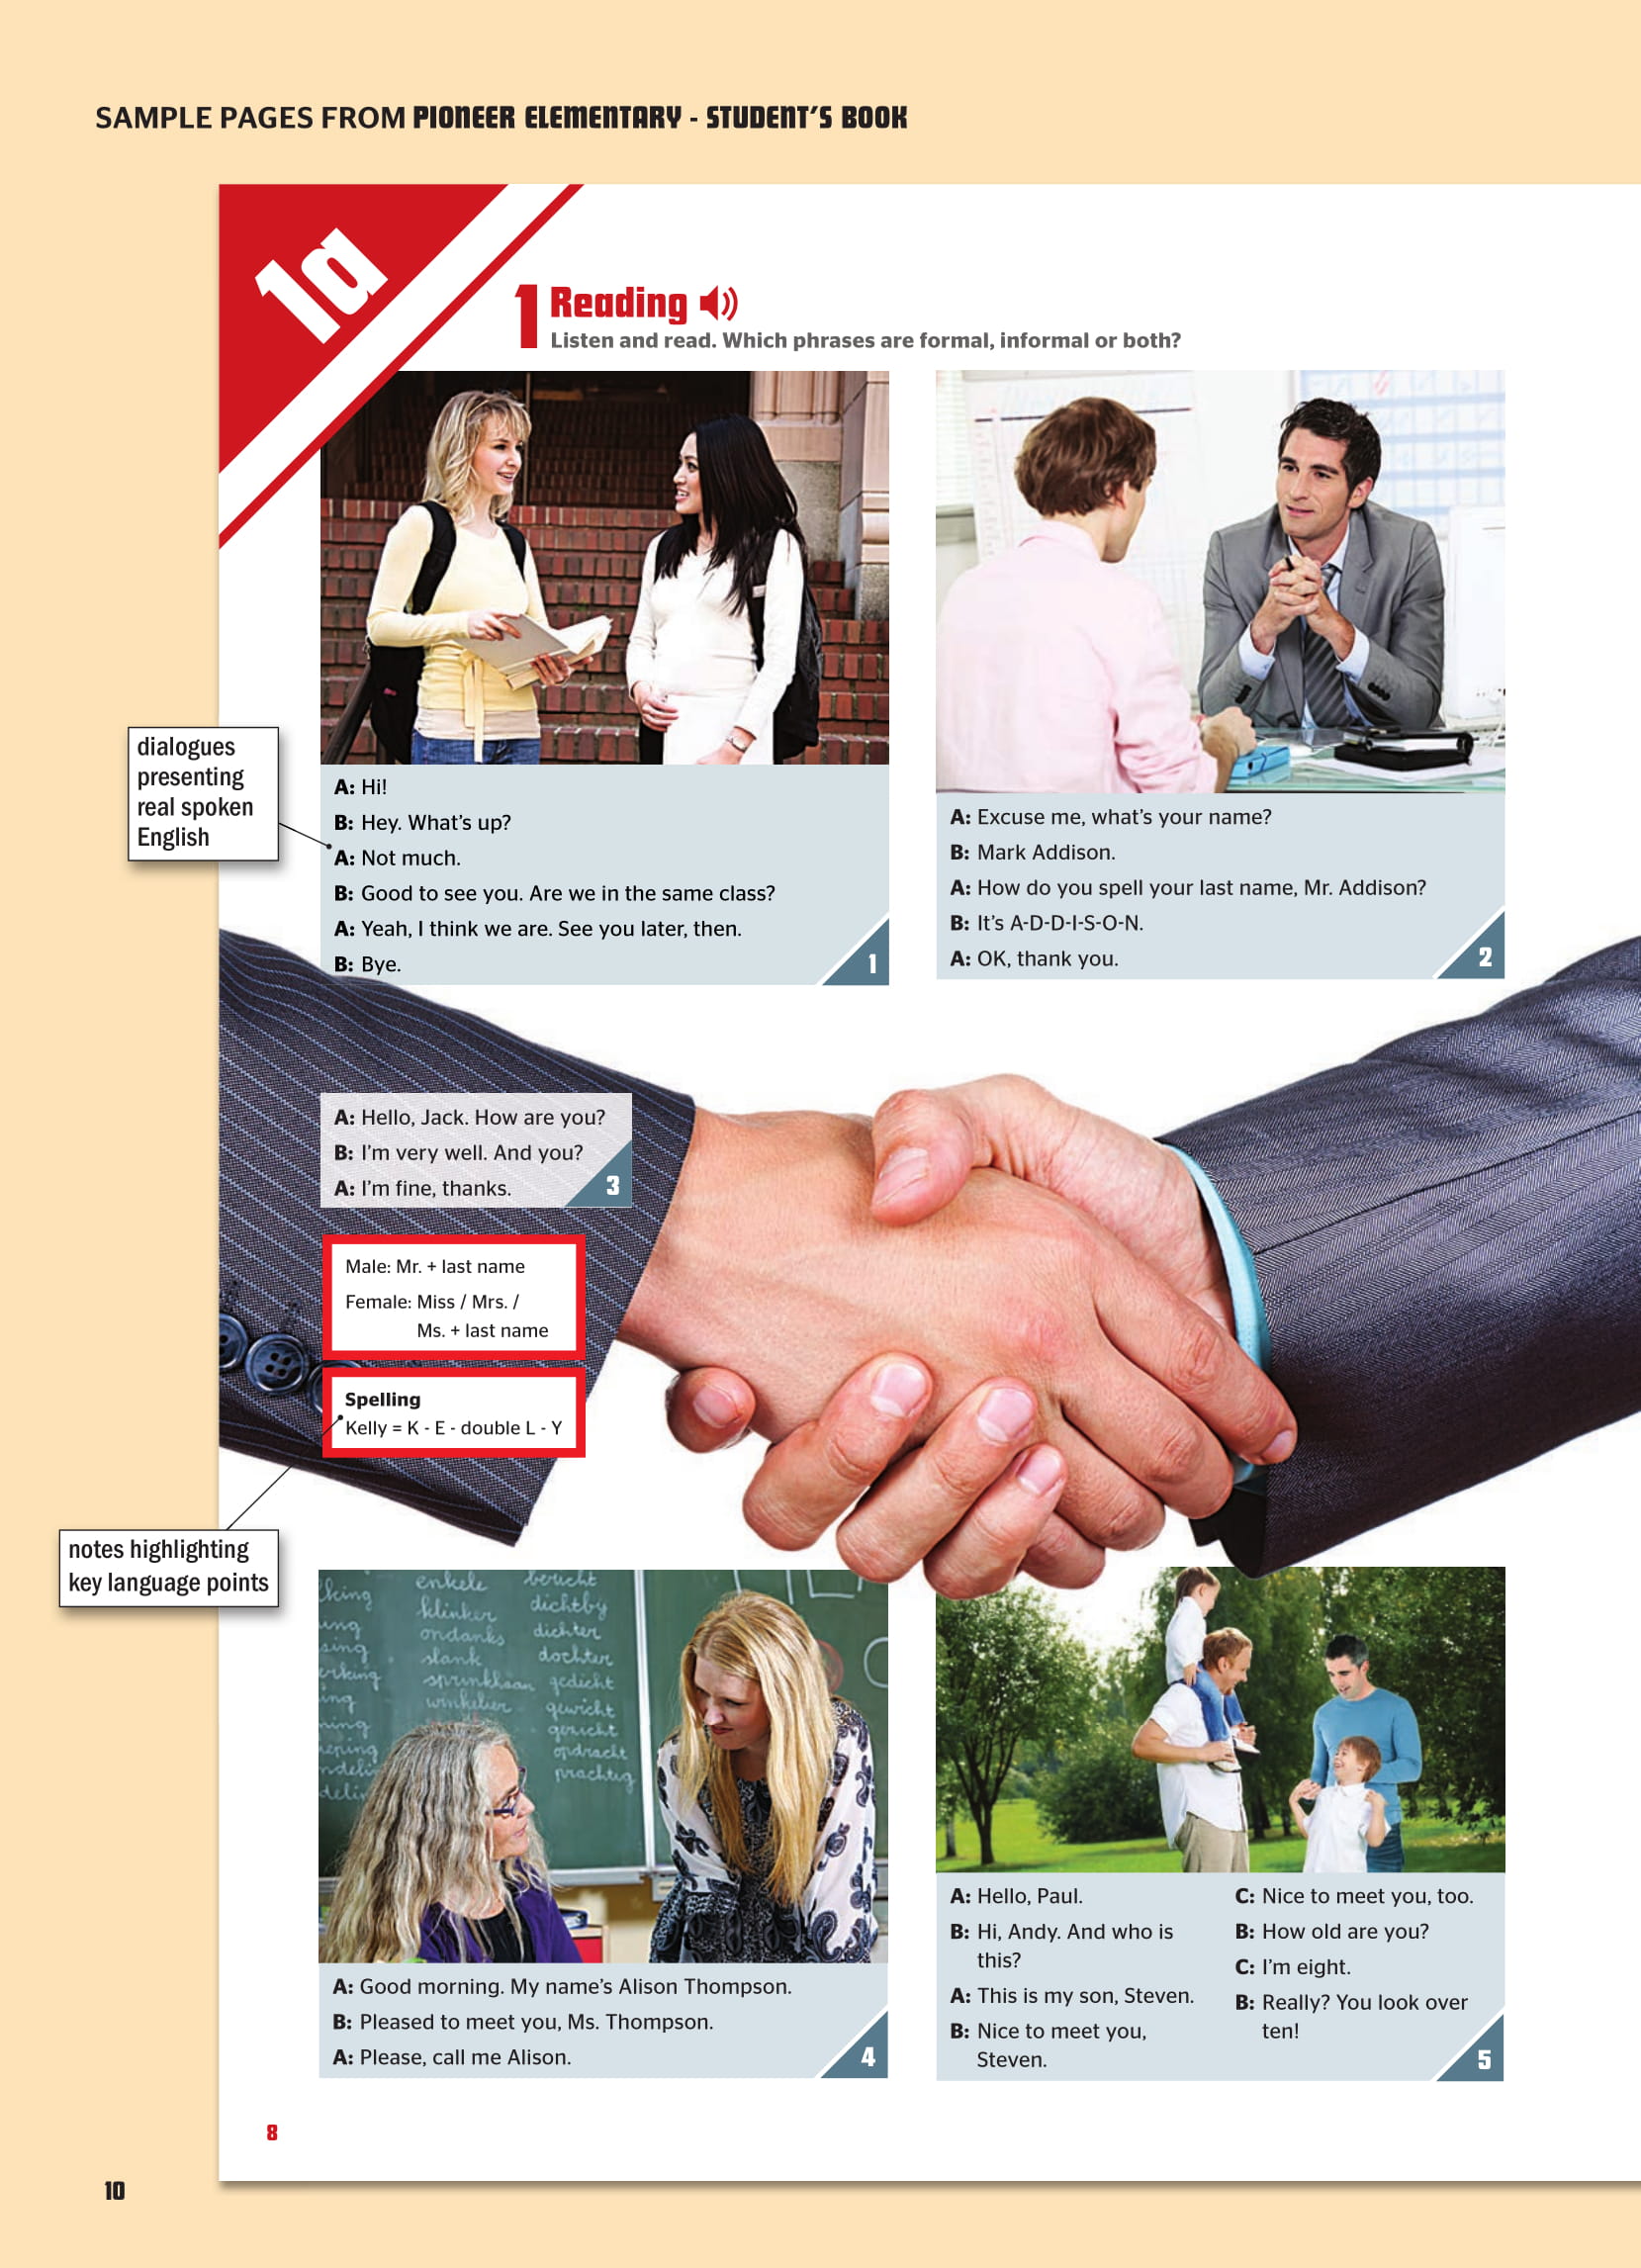 SAMPLE PAGES FROM PIONEER ELEMENTARY - STUDENT'S BOOK
1a
1 Reading
Listen and read. Which phrases are formal, informal or both?
dialogues
presenting
real spoken
English
A: Hi!
B: Hey. What's up?
A: Not much.
B: Good to see you. Are we in the same class?
A: Yeah, I think we are. See you later, then.
B: Bye.
1
A: Excuse me, what's your name?
B: Mark Addison.
A: How do you spell your last name, Mr. Addison?
B: It's A-D-D-I-S-O-N.
A: OK, thank you.
2
A: Hello, Jack. How are you?
B: I'm very well. And you?
A: I'm fine, thanks.
3
Male: Mr. + last name
Female: Miss / Mrs. /
Ms. + last name
Spelling
Kelly = K - E - double L - Y
notes highlighting
key language points
enkele
klinker
ondanks
slank
winkelier
bericht
dichtby
dichter
dochter
gedicht
gewicht
gericht
opdracht
prachtig
A: Good morning. My name's Alison Thompson.
B: Pleased to meet you, Ms. Thompson.
A: Please, call me Alison.
4
A: Hello, Paul.
B: Hi, Andy. And who is
this?
A: This is my son, Steven.
B: Nice to meet you,
Steven.
C: Nice to meet you, too.
B: How old are you?
C: I'm eight.
B: Really? You look over
ten!
5
8
10